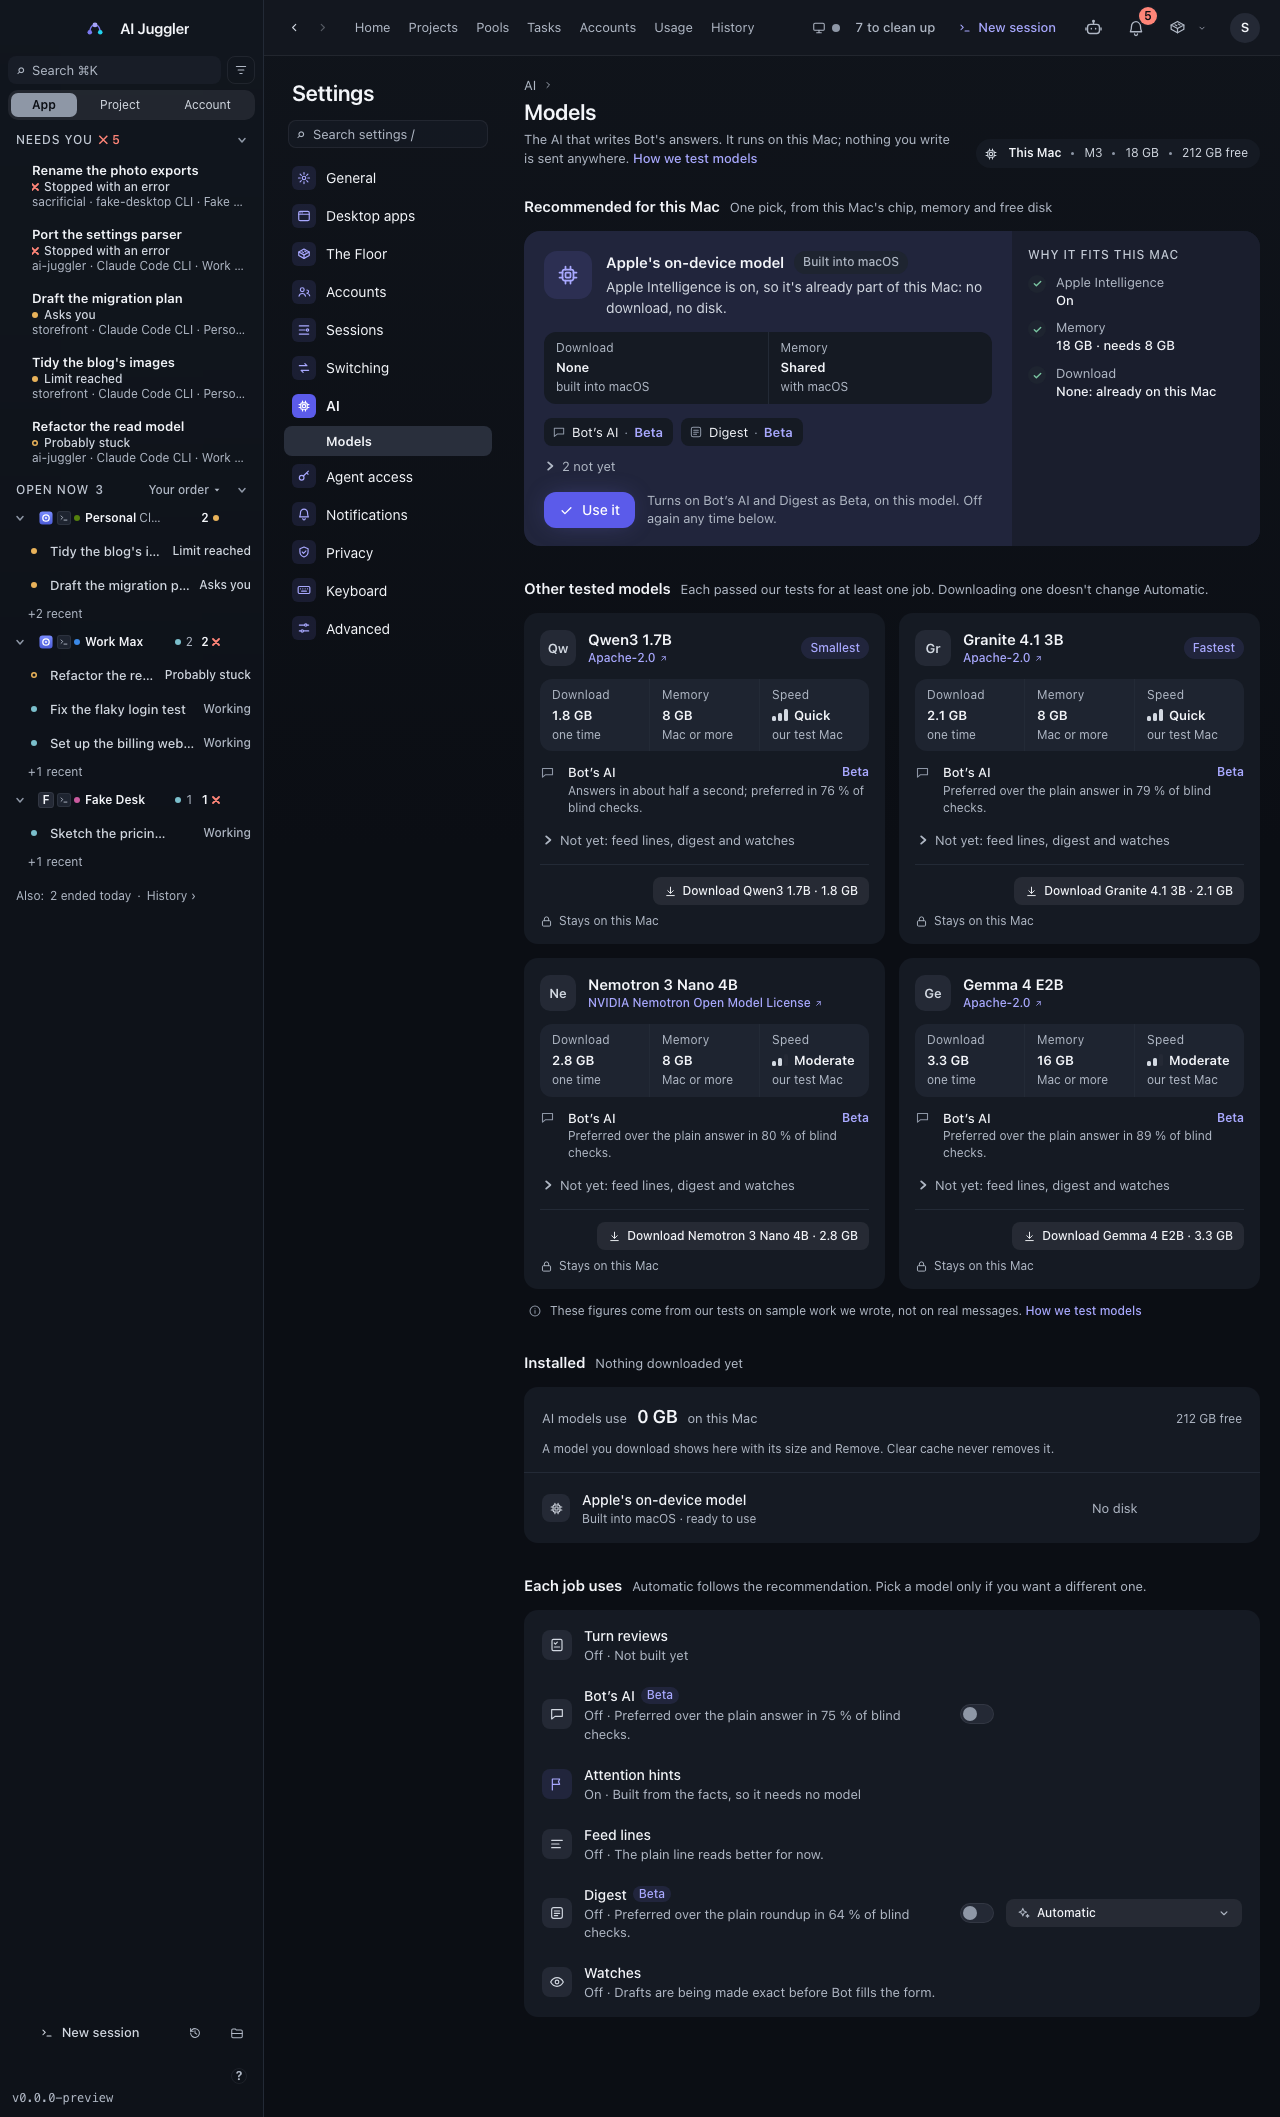 AI Juggler
Search ⌘K
App
Project
Account
NEEDS YOU 5
Rename the photo exports
Stopped with an error
sacrificial · fake-desktop CLI · Fake ...
Port the settings parser
Stopped with an error
ai-juggler · Claude Code CLI · Work ...
Draft the migration plan
Asks you
storefront · Claude Code CLI · Perso...
Tidy the blog's images
Limit reached
storefront · Claude Code CLI · Perso...
Refactor the read model
Probably stuck
ai-juggler · Claude Code CLI · Work ...
OPEN NOW 3
Your order
Personal Cl...
2
Tidy the blog's i...
Limit reached
Draft the migration p...
Asks you
+2 recent
Work Max
2
2
Refactor the re...
Probably stuck
Fix the flaky login test
Working
Set up the billing web...
Working
+1 recent
F
Fake Desk
1
1
Sketch the pricin...
Working
+1 recent
Also: 2 ended today · History ›
New session
?
v0.0.0-preview
Home
Projects
Pools
Tasks
Accounts
Usage
History
7 to clean up
New session
5
S
Settings
Search settings /
General
Desktop apps
The Floor
Accounts
Sessions
Switching
AI
Models
Agent access
Notifications
Privacy
Keyboard
Advanced
AI
Models
The AI that writes Bot's answers. It runs on this Mac; nothing you write
is sent anywhere. How we test models
This Mac • M3 • 18 GB • 212 GB free
Recommended for this Mac
One pick, from this Mac's chip, memory and free disk
Apple's on-device model
Built into macOS
Apple Intelligence is on, so it's already part of this Mac: no
download, no disk.
Download
None
built into macOS
Memory
Shared
with macOS
Bot's AI · Beta
Digest · Beta
2 not yet
Use it
Turns on Bot's AI and Digest as Beta, on this model. Off
again any time below.
WHY IT FITS THIS MAC
Apple Intelligence
On
Memory
18 GB · needs 8 GB
Download
None: already on this Mac
Other tested models
Each passed our tests for at least one job. Downloading one doesn't change Automatic.
Qw
Qwen3 1.7B
Apache-2.0 ↗
Smallest
Download
1.8 GB
one time
Memory
8 GB
Mac or more
Speed
Quick
our test Mac
Bot's AI
Beta
Answers in about half a second; preferred in 76 % of
blind checks.
Not yet: feed lines, digest and watches
Download Qwen3 1.7B · 1.8 GB
Stays on this Mac
Gr
Granite 4.1 3B
Apache-2.0 ↗
Fastest
Download
2.1 GB
one time
Memory
8 GB
Mac or more
Speed
Quick
our test Mac
Bot's AI
Beta
Preferred over the plain answer in 79 % of blind
checks.
Not yet: feed lines, digest and watches
Download Granite 4.1 3B · 2.1 GB
Stays on this Mac
Ne
Nemotron 3 Nano 4B
NVIDIA Nemotron Open Model License ↗
Download
2.8 GB
one time
Memory
8 GB
Mac or more
Speed
Moderate
our test Mac
Bot's AI
Beta
Preferred over the plain answer in 80 % of blind
checks.
Not yet: feed lines, digest and watches
Download Nemotron 3 Nano 4B · 2.8 GB
Stays on this Mac
Ge
Gemma 4 E2B
Apache-2.0 ↗
Download
3.3 GB
one time
Memory
16 GB
Mac or more
Speed
Moderate
our test Mac
Bot's AI
Beta
Preferred over the plain answer in 89 % of blind
checks.
Not yet: feed lines, digest and watches
Download Gemma 4 E2B · 3.3 GB
Stays on this Mac
These figures come from our tests on sample work we wrote, not on real messages. How we test models
Installed
Nothing downloaded yet
AI models use 0 GB on this Mac
212 GB free
A model you download shows here with its size and Remove. Clear cache never removes it.
Apple's on-device model
Built into macOS · ready to use
No disk
Each job uses
Automatic follows the recommendation. Pick a model only if you want a different one.
Turn reviews
Off · Not built yet
Bot's AI Beta
Off · Preferred over the plain answer in 75 % of blind
checks.
Attention hints
On · Built from the facts, so it needs no model
Feed lines
Off · The plain line reads better for now.
Digest Beta
Off · Preferred over the plain roundup in 64 % of blind
checks.
Automatic
Watches
Off · Drafts are being made exact before Bot fills the form.